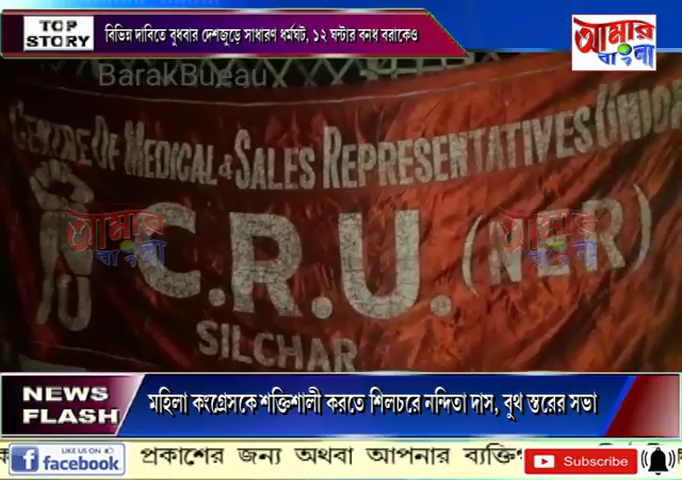 TOP STORY
বিভিন্ন দাবিতে বুধবার দেশজুড়ে সাধারণ ধর্মঘট, ১২ ঘন্টার বনধ বরাকেও
আমার বাংলা
BarakBureau
CENTRE OF MEDICAL & SALES REPRESENTATIVES UNION
আমার বাংলা
আমার বাংলা
C.R.U. (NER)
SILCHAR
NEWS FLASH
মহিলা কংগ্রেসকে শক্তিশালী করতে শিলচরে নন্দিতা দাস, বুথ স্তরের সভা
LIKE US ON
facebook.
প্রকাশের জন্য অথবা আপনার
Subscribe